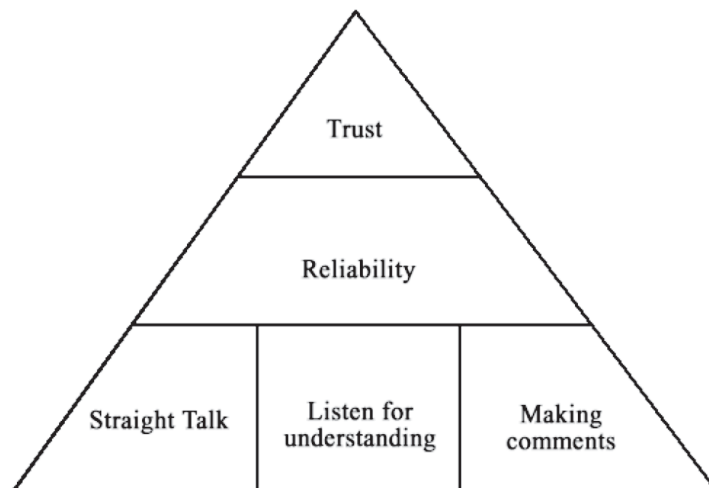 Trust
Reliability
Straight Talk
Listen for
understanding
Making
comments